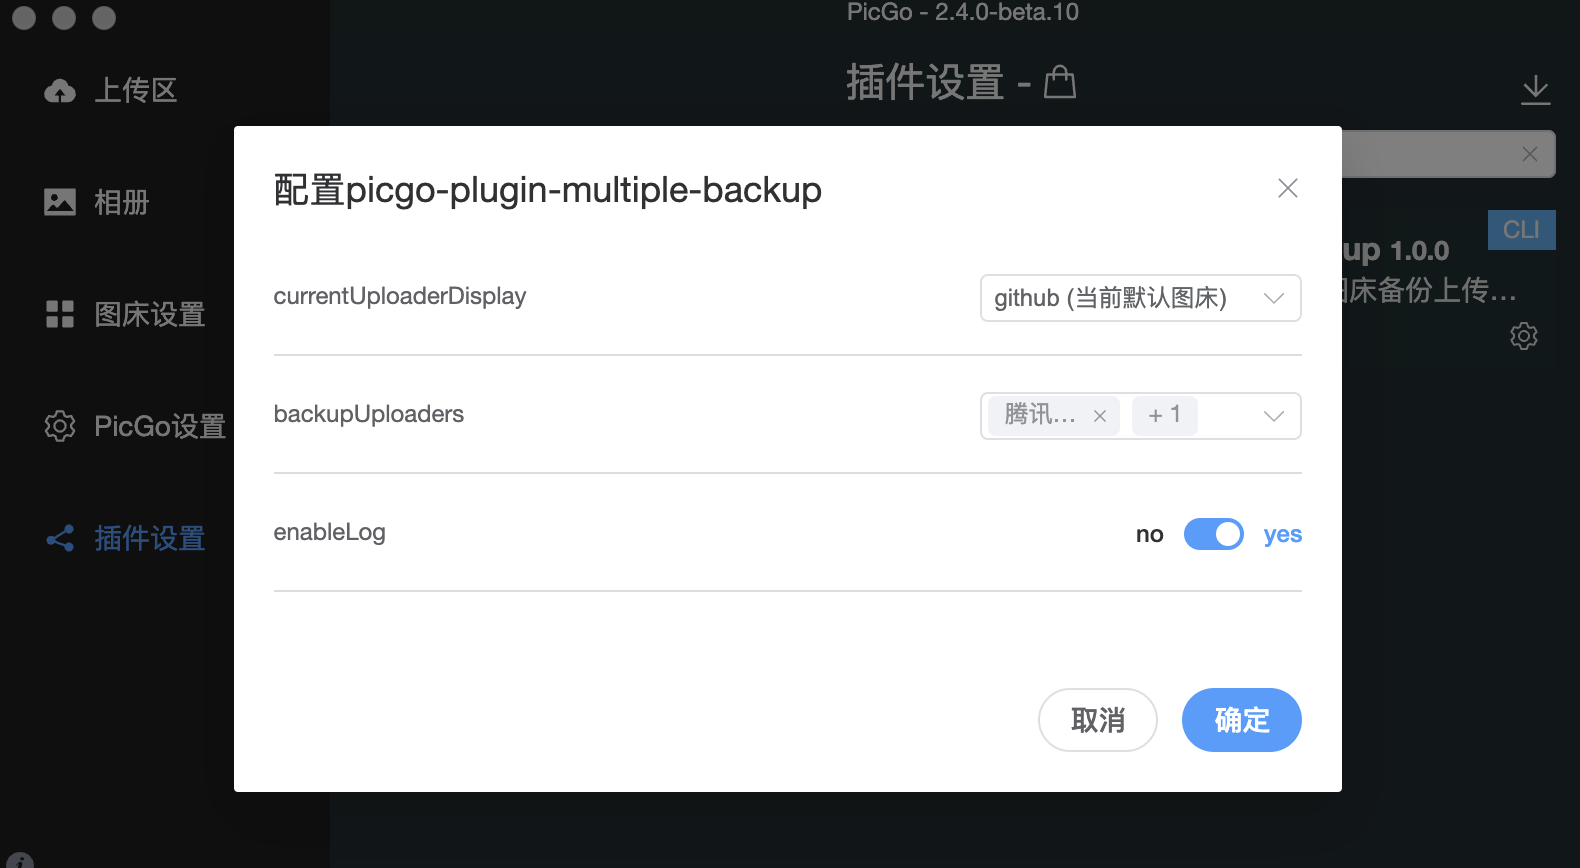 PicGo - 2.4.0-beta.10
上传区
相册
图床设置
PicGo设置
插件设置
插件设置 -
CLI
up 1.0.0
床备份上传...
配置picgo-plugin-multiple-backup
currentUploaderDisplay
github (当前默认图床)
backupUploaders
腾讯...
+ 1
enableLog
no
yes
取消
确定